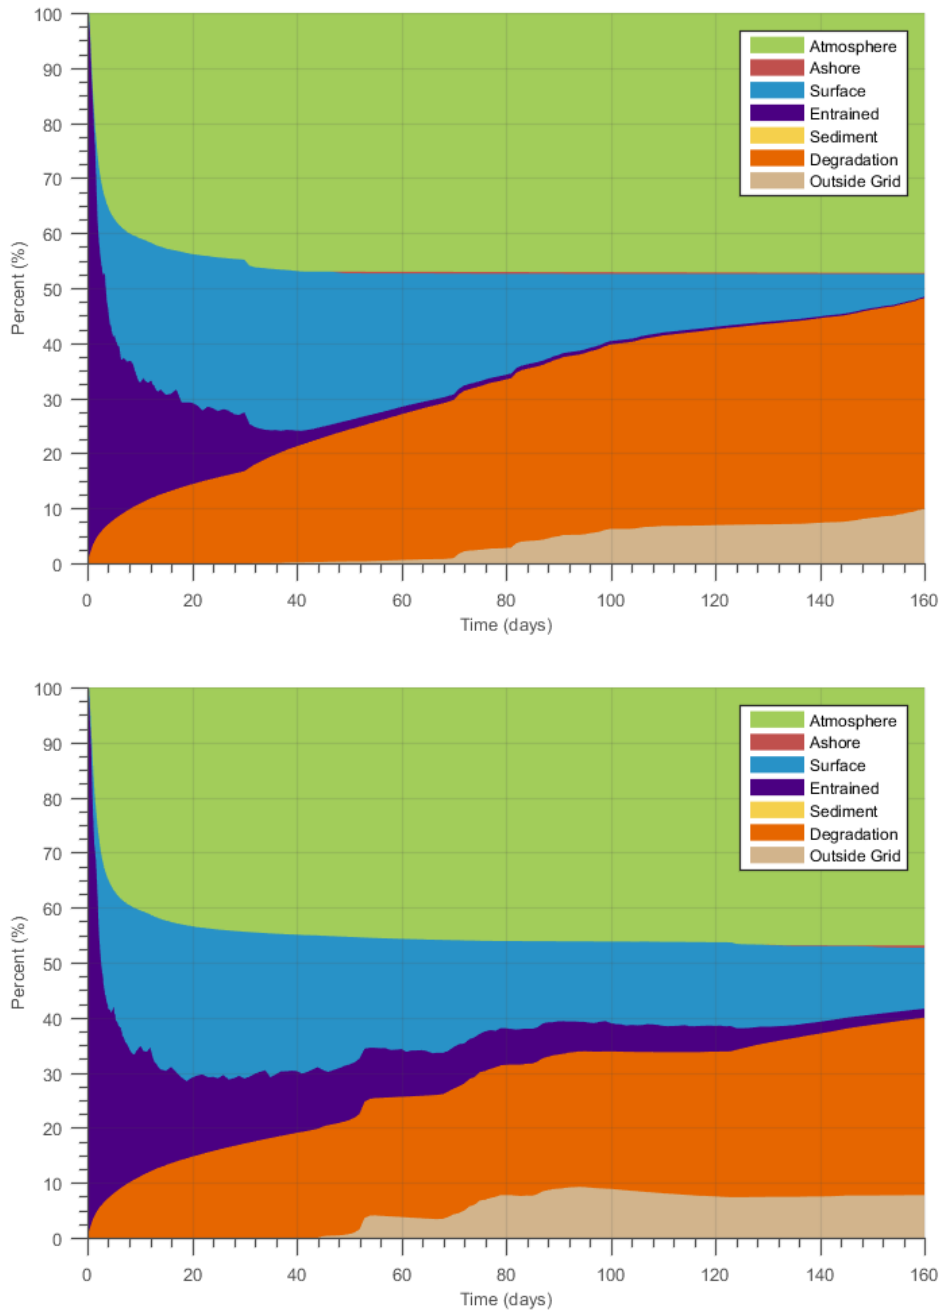 100
90
80
70
60
50
40
30
20
10
0
Percent (%)
Atmosphere
Ashore
Surface
Entrained
Sediment
Degradation
Outside Grid
0 20 40 60 80 100 120 140 160
Time (days)
100
90
80
70
60
50
40
30
20
10
0
Percent (%)
Atmosphere
Ashore
Surface
Entrained
Sediment
Degradation
Outside Grid
0 20 40 60 80 100 120 140 160
Time (days)